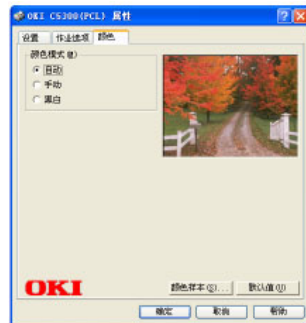 OKI C5300(PCL) 属性
设置 作业选项 颜色
颜色模式(M)
自动
手动
黑白
OKI
颜色样本(S)... 默认值(U)
确定 取消 帮助